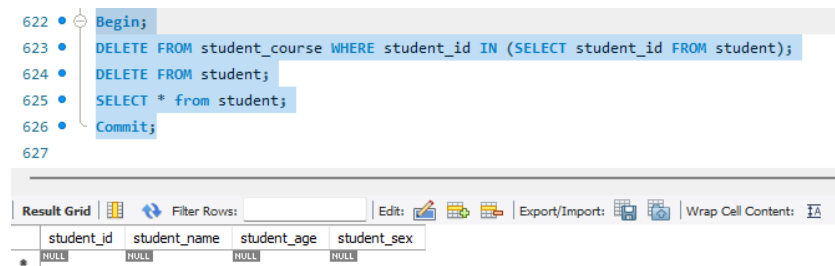 622 Begin;
623 DELETE FROM student_course WHERE student_id IN (SELECT student_id FROM student);
624 DELETE FROM student;
625 SELECT * from student;
626 Commit;
627
Result Grid Filter Rows: Edit: Export/Import: Wrap Cell Content:
student_id student_name student_age student_sex
NULL NULL NULL NULL